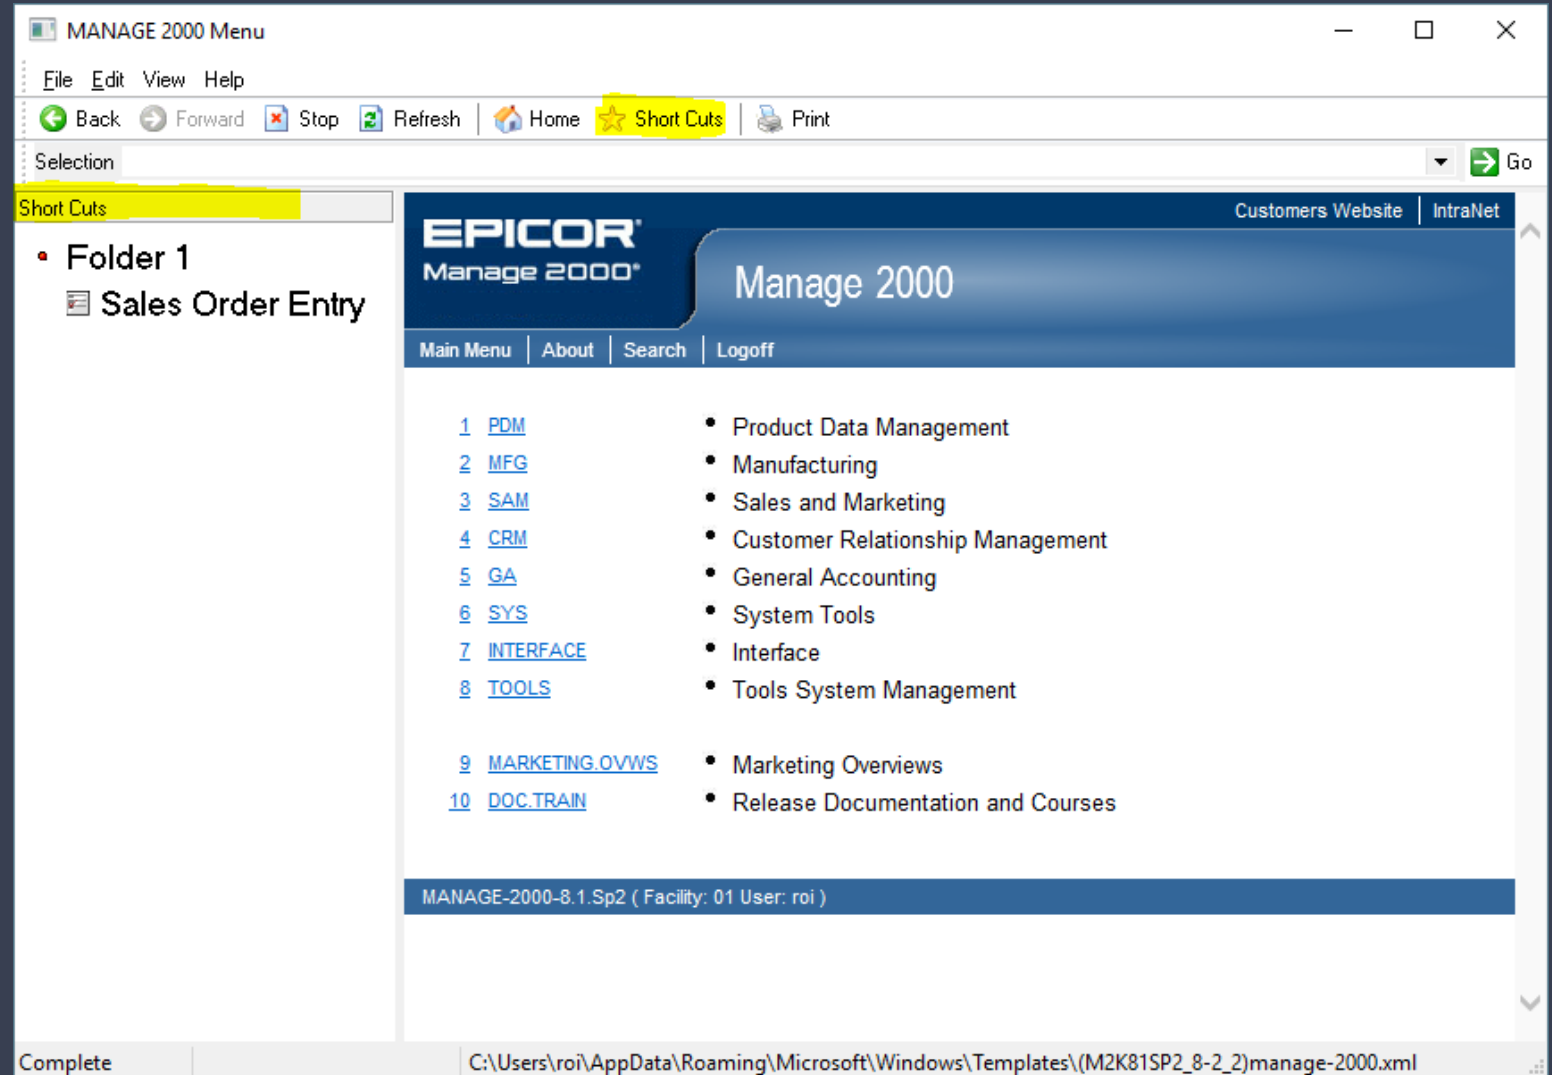 MANAGE 2000 Menu
File Edit View Help
Back Forward Stop Refresh Home Short Cuts Print
Selection Go
Short Cuts
Folder 1
Sales Order Entry
Customers Website IntraNet
EPICOR
Manage 2000
Manage 2000
Main Menu About Search Logoff
1 PDM • Product Data Management
2 MFG • Manufacturing
3 SAM • Sales and Marketing
4 CRM • Customer Relationship Management
5 GA • General Accounting
6 SYS • System Tools
7 INTERFACE • Interface
8 TOOLS • Tools System Management
9 MARKETING.OVWS • Marketing Overviews
10 DOC.TRAIN • Release Documentation and Courses
MANAGE-2000-8.1.Sp2 ( Facility: 01 User: roi )
Complete C:\Users\roi\AppData\Roaming\Microsoft\Windows\Templates\(M2K81SP2_8-2_2)manage-2000.xml